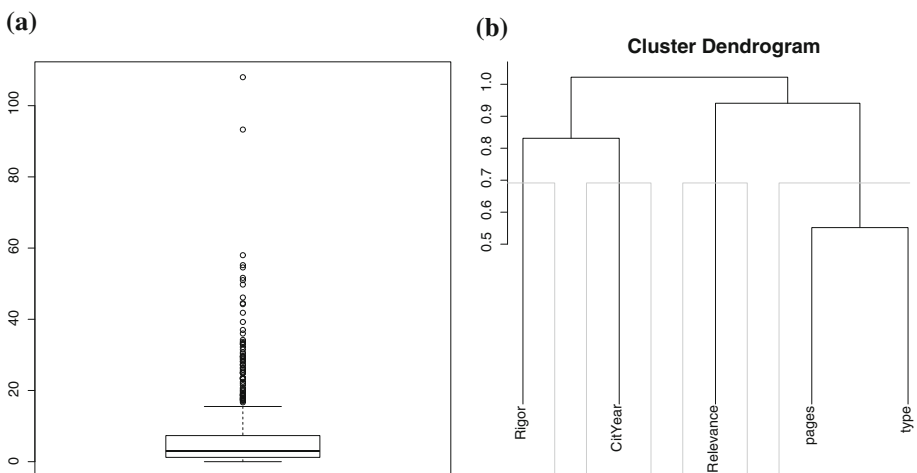 (a)
100
80
60
40
20
0
(b)
Cluster Dendrogram
1.0
0.9
0.8
0.7
0.6
0.5
Rigor
CitYear
Relevance
pages
type